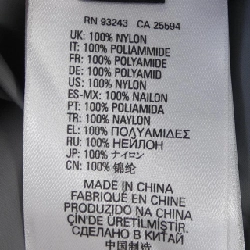 RN 93243 CA 25594
UK: 100% NYLON
IT: 100% POLIAMMIDE
FR: 100% POLYAMIDE
DE: 100% POLYAMID
US: 100% NYLON
ES-MX: 100% NAILON
PT: 100% POLIAMIDA
TR: 100% NAYLON
EL: 100% ΠΟΛΥΑΜΙΔΕΣ
RU: 100% НЕЙЛОН
JP: 100% ナイロン
CN: 100% 锦纶
MADE IN CHINA
FABRIQUÉ EN CHINE
PRODUZIDO NA CHINA
ÇIN'DE ÜRETILMIŞTIR.
СДЕЛАНО В КИТАЙ
中国制造